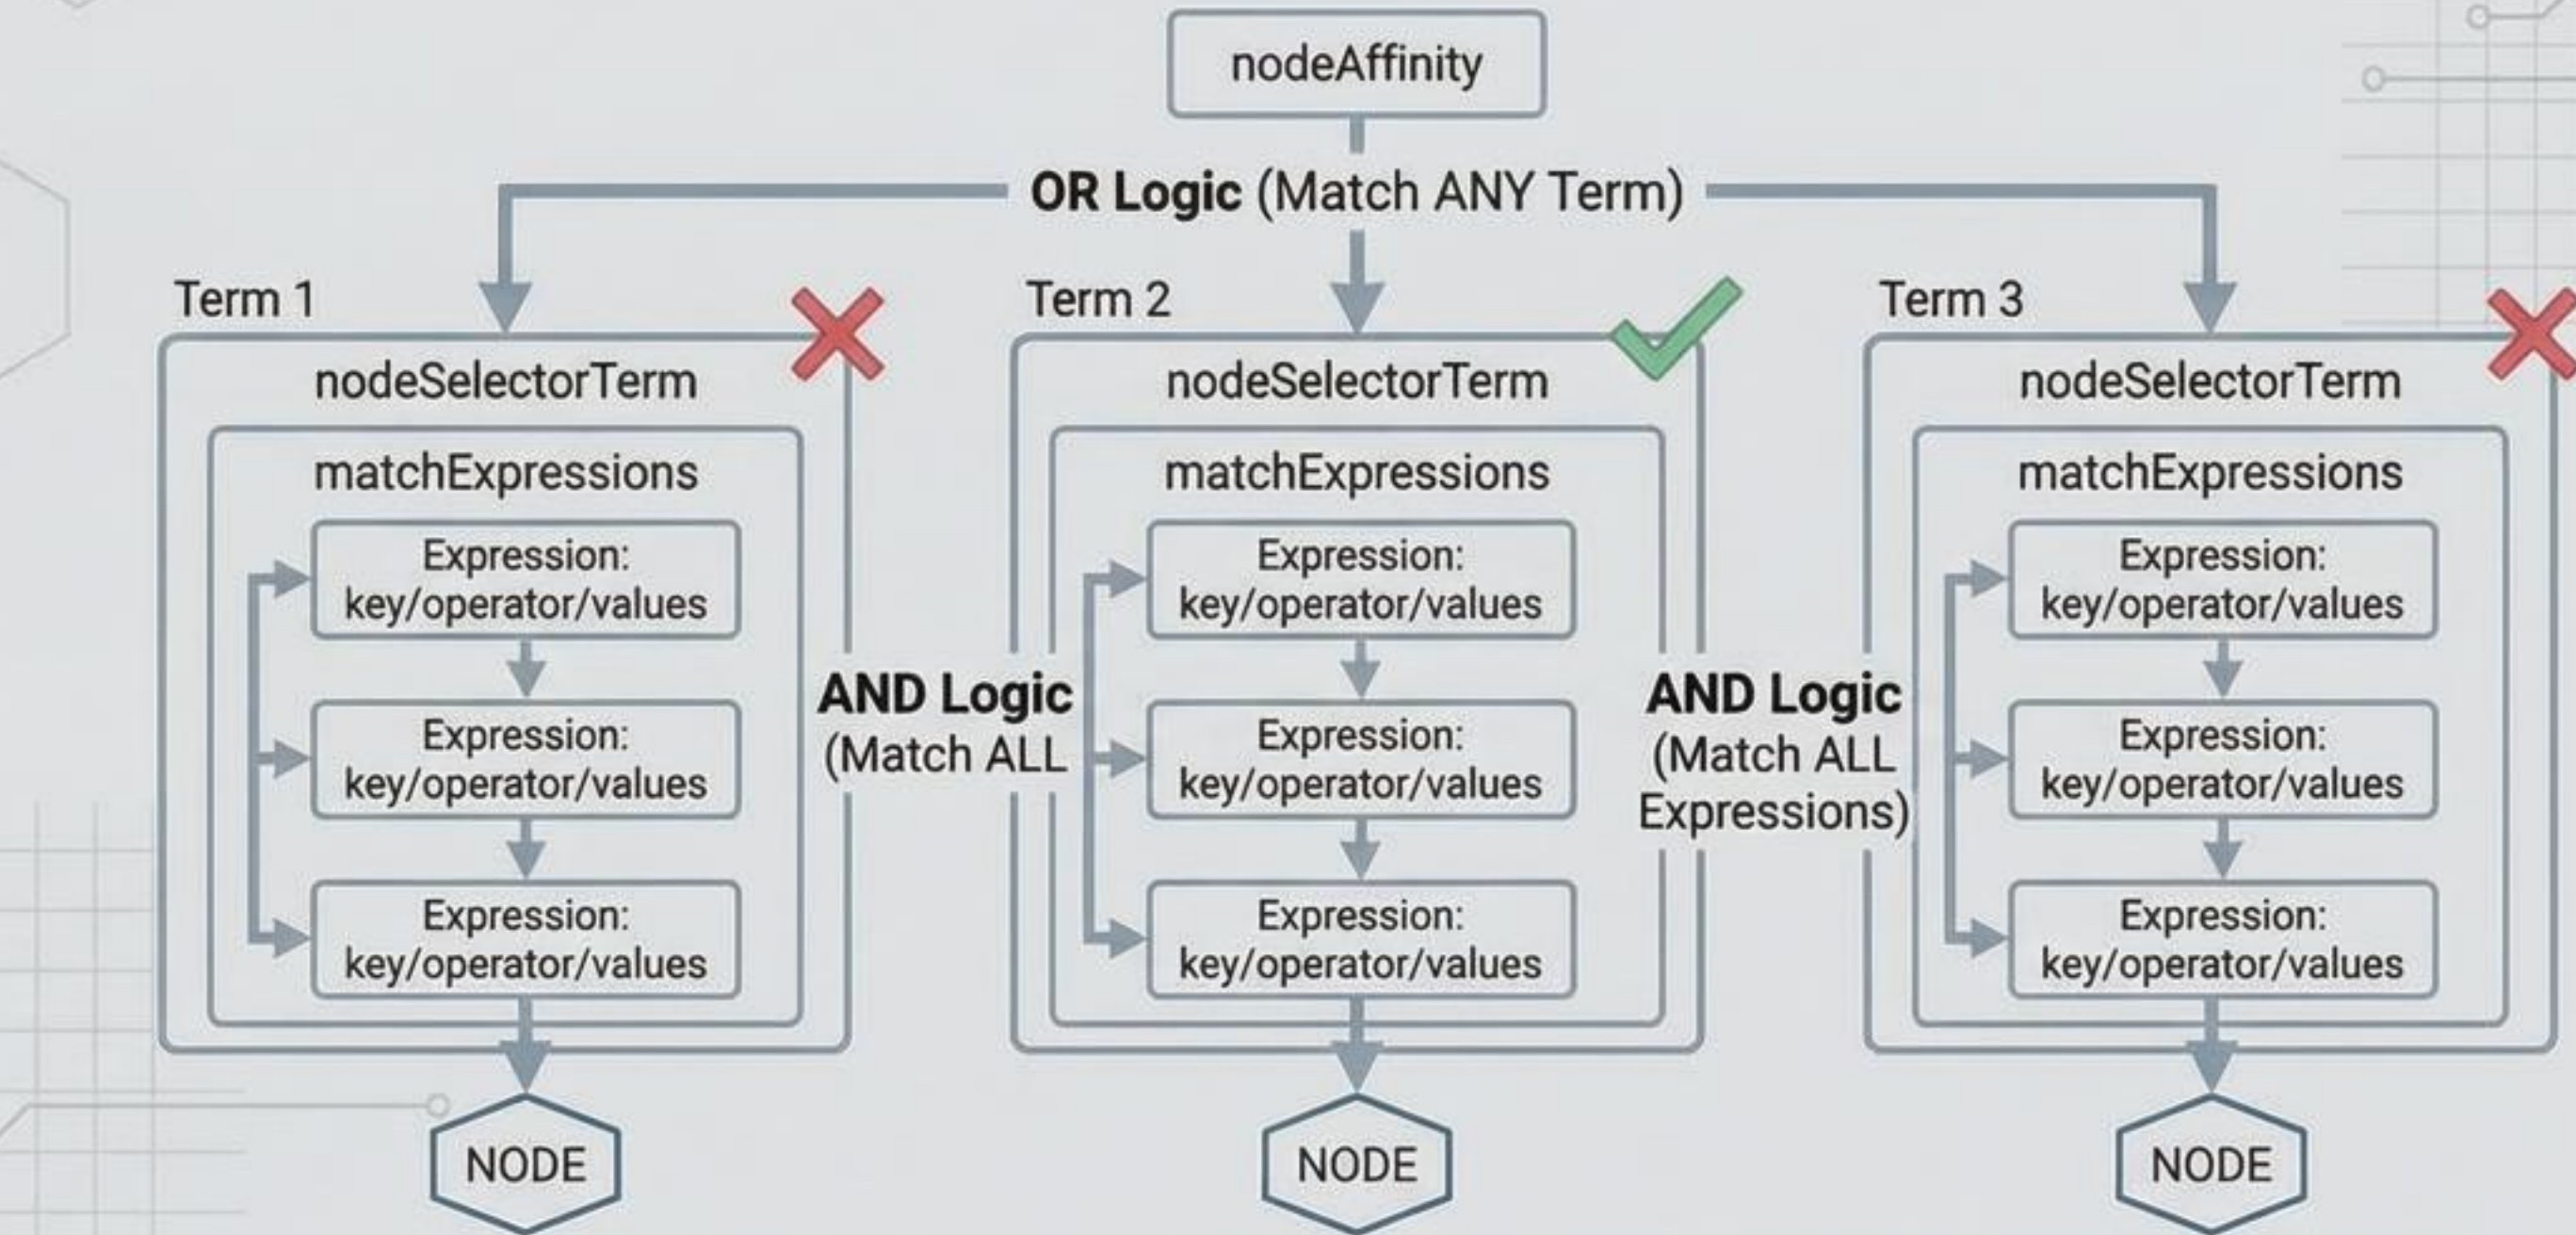 nodeAffinity
OR Logic (Match ANY Term)
Term 1
nodeSelectorTerm
matchExpressions
Expression:
key/operator/values
Expression:
key/operator/values
Expression:
key/operator/values
NODE
AND Logic
(Match ALL
Term 2
nodeSelectorTerm
matchExpressions
Expression:
key/operator/values
Expression:
key/operator/values
Expression:
key/operator/values
NODE
AND Logic
(Match ALL
Expressions)
Term 3
nodeSelectorTerm
matchExpressions
Expression:
key/operator/values
Expression:
key/operator/values
Expression:
key/operator/values
NODE